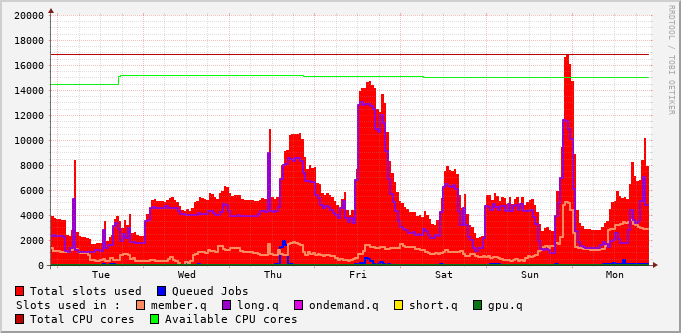 20000
18000
16000
14000
12000
10000
8000
6000
4000
2000
0
Tue Wed Thu Fri Sat Sun Mon
RRDTOOL / TOBI OETIKER
Total slots used Queued Jobs
Slots used in : member.q long.q ondemand.q short.q gpu.q
Total CPU cores Available CPU cores